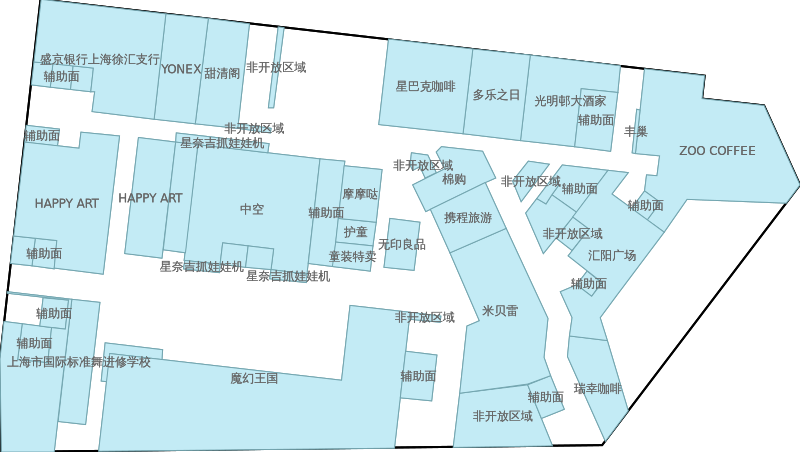 盛京银行上海徐汇支行
辅助面
YONEX
甜清阁
非开放区域
星巴克咖啡
多乐之日
光明邨大酒家
辅助面
丰巢
ZOO COFFEE
非开放区域
辅助面
星奈吉抓娃娃机
HAPPY ART
HAPPY ART
中空
辅助面
摩摩哒
护童
童装特卖
无印良品
非开放区域
棉购
携程旅游
非开放区域
辅助面
辅助面
非开放区域
汇阳广场
辅助面
辅助面
星奈吉抓娃娃机
星奈吉抓娃娃机
辅助面
辅助面
上海市国际标准舞进修学校
魔幻王国
非开放区域
辅助面
米贝雷
瑞幸咖啡
辅助面
非开放区域